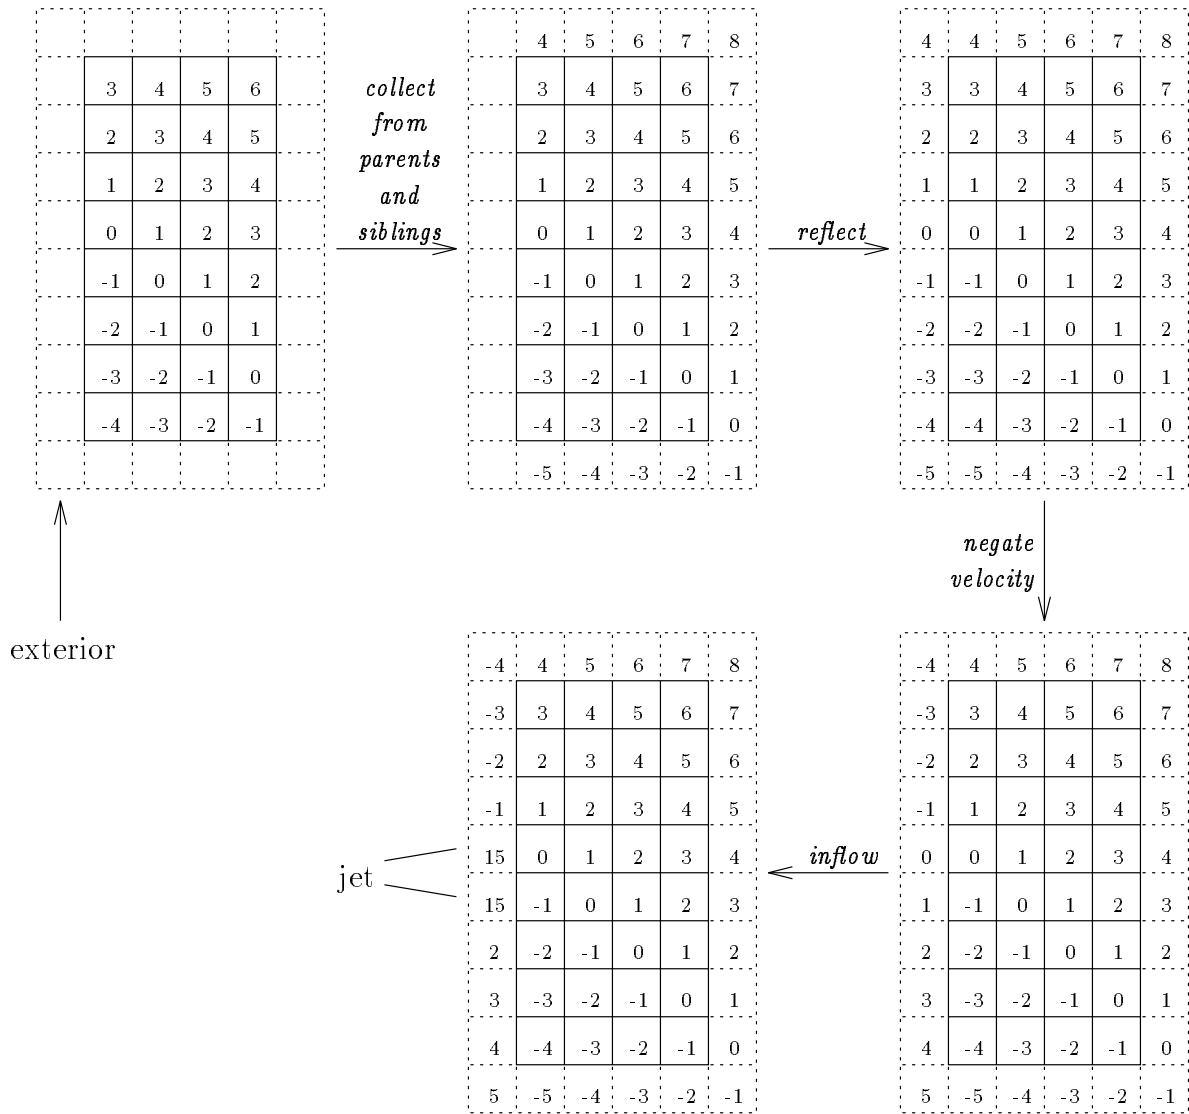 4 5 6 7 8 4 4 5 6 7 8
3 4 5 6 collect 3 4 5 6 7 3 3 4 5 6 7
from
2 3 4 5 parents 2 3 4 5 6 2 2 3 4 5 6
1 2 3 4 and 1 2 3 4 5 1 1 2 3 4 5
0 1 2 3 siblings 0 1 2 3 4 reflect 0 0 1 2 3 4
-1 0 1 2 -1 0 1 2 3 -1 -1 0 1 2 3
-2 -1 0 1 -2 -1 0 1 2 -2 -2 -1 0 1 2
-3 -2 -1 0 -3 -2 -1 0 1 -3 -3 -2 -1 0 1
-4 -3 -2 -1 -4 -3 -2 -1 0 -4 -4 -3 -2 -1 0
-5 -4 -3 -2 -1 -5 -5 -4 -3 -2 -1
negate
velocity
exterior
-4 4 5 6 7 8 -4 4 5 6 7 8
-3 3 4 5 6 7 -3 3 4 5 6 7
-2 2 3 4 5 6 -2 2 3 4 5 6
-1 1 2 3 4 5 -1 1 2 3 4 5
15 0 1 2 3 4 inflow 0 0 1 2 3 4
jet
15 -1 0 1 2 3 1 -1 0 1 2 3
2 -2 -1 0 1 2 2 -2 -1 0 1 2
3 -3 -2 -1 0 1 3 -3 -2 -1 0 1
4 -4 -3 -2 -1 0 4 -4 -3 -2 -1 0
5 -5 -4 -3 -2 -1 5 -5 -4 -3 -2 -1